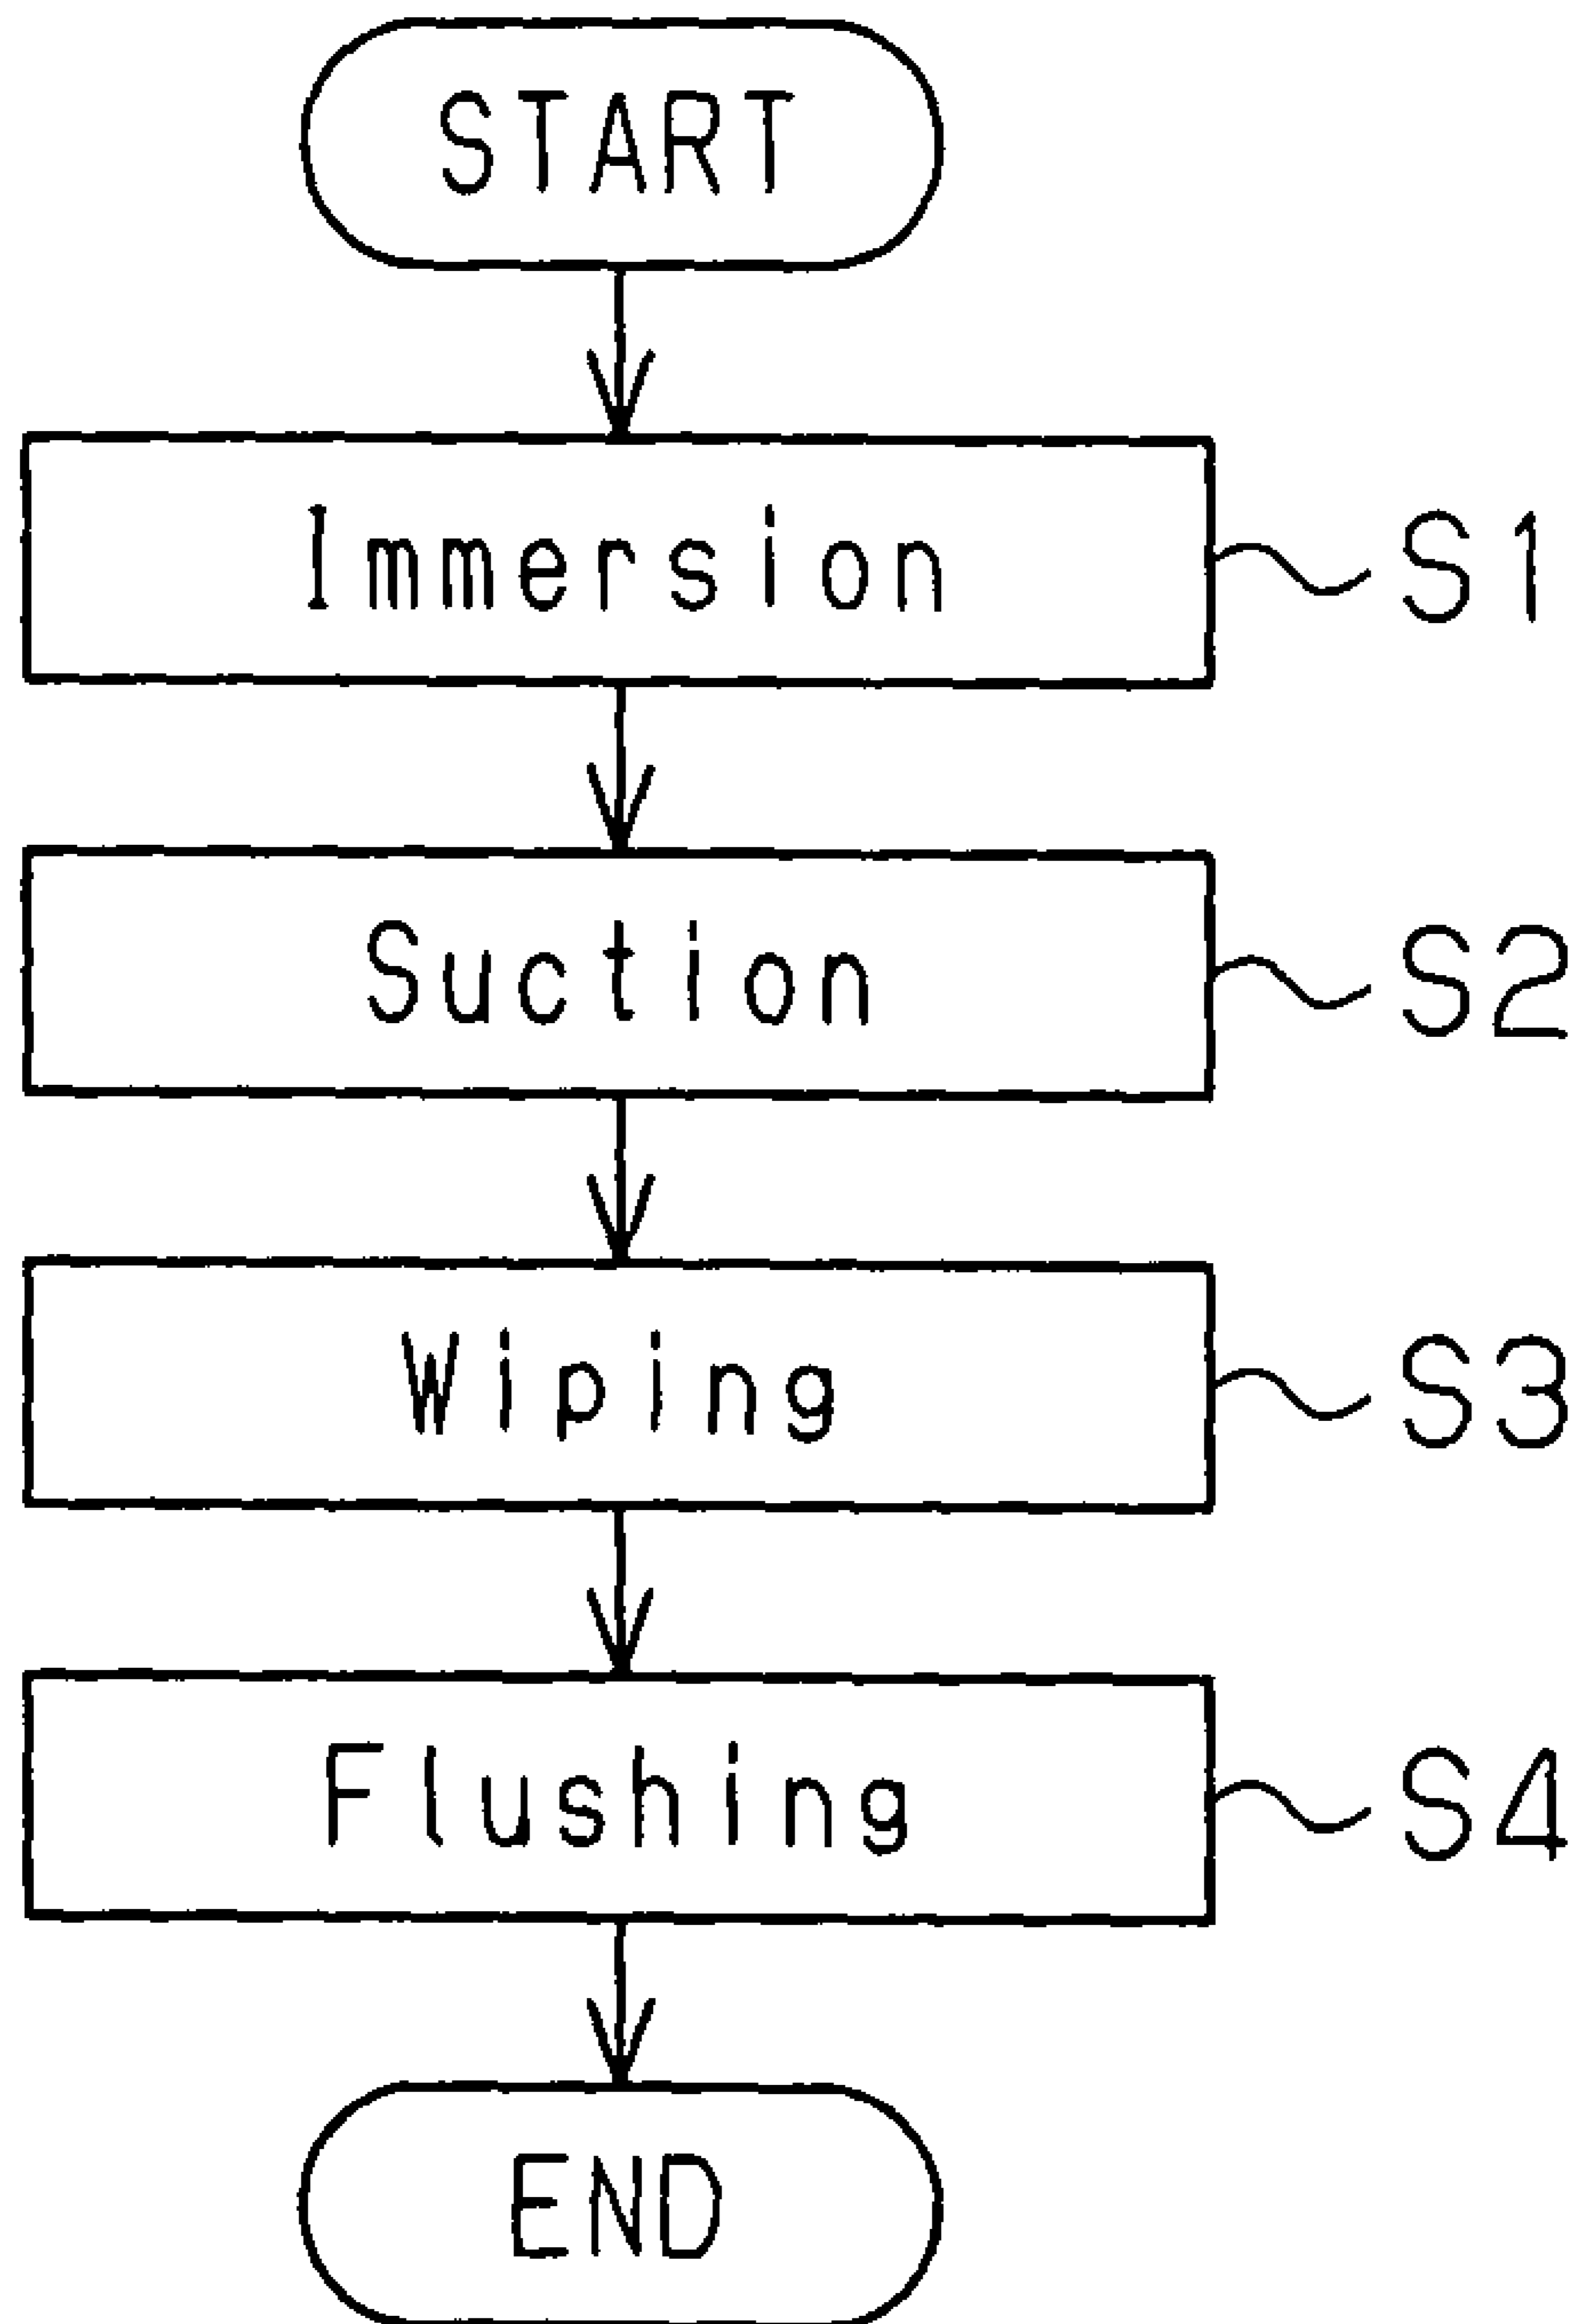 START
Immersion S1
Suction S2
Wiping S3
Flushing S4
END